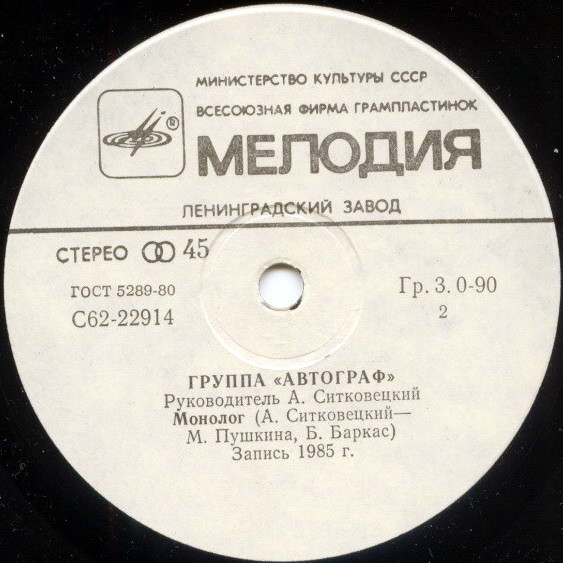 МИНИСТЕРСТВО КУЛЬТУРЫ СССР
ВСЕСОЮЗНАЯ ФИРМА ГРАМПЛАСТИНОК
®
МЕЛОДИЯ
ЛЕНИНГРАДСКИЙ ЗАВОД
СТЕРЕО 45
ГОСТ 5289-80
Гр. 3. 0-90
С62-22914
2
ГРУППА «АВТОГРАФ»
Руководитель А. Ситковецкий
Монолог (А. Ситковецкий—
М. Пушкина, Б. Баркас)
Запись 1985 г.